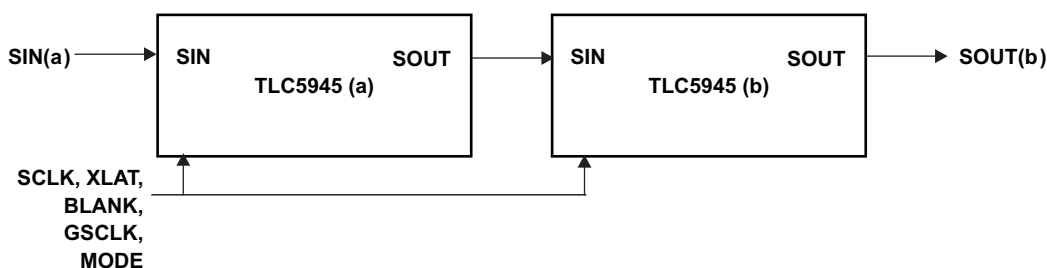 SIN(a)
SIN
SOUT
TLC5945 (a)
SIN
SOUT
TLC5945 (b)
SOUT(b)
SCLK, XLAT,
BLANK,
GSCLK,
MODE